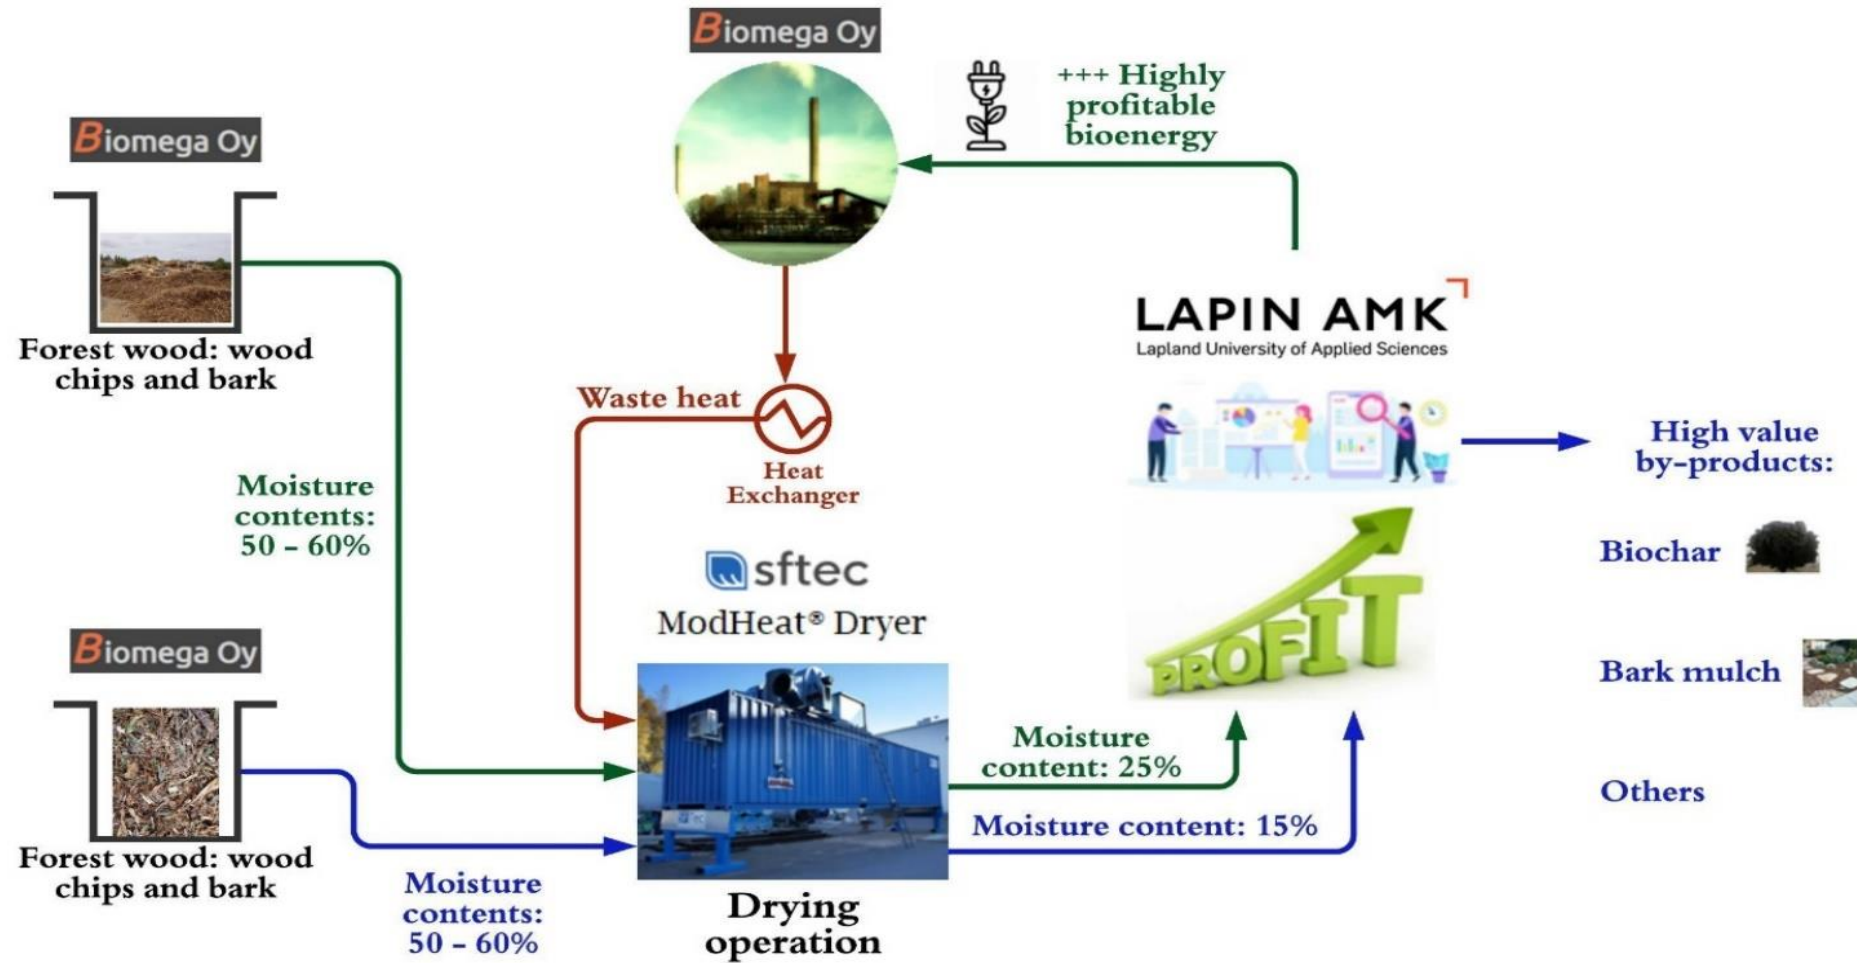 Biomega Oy
+++ Highly
profitable
bioenergy
Biomega Oy
Forest wood: wood
chips and bark
LAPIN AMK
Lapland University of Applied Sciences
Waste heat
Heat
Exchanger
High value
by-products:
Moisture
contents:
50 - 60%
sftec
ModHeat® Dryer
Biochar
PROFIT
Biomega Oy
Bark mulch
Forest wood: wood
chips and bark
Moisture
content: 25%
Moisture content: 15%
Others
Moisture
contents:
50 - 60%
Drying
operation